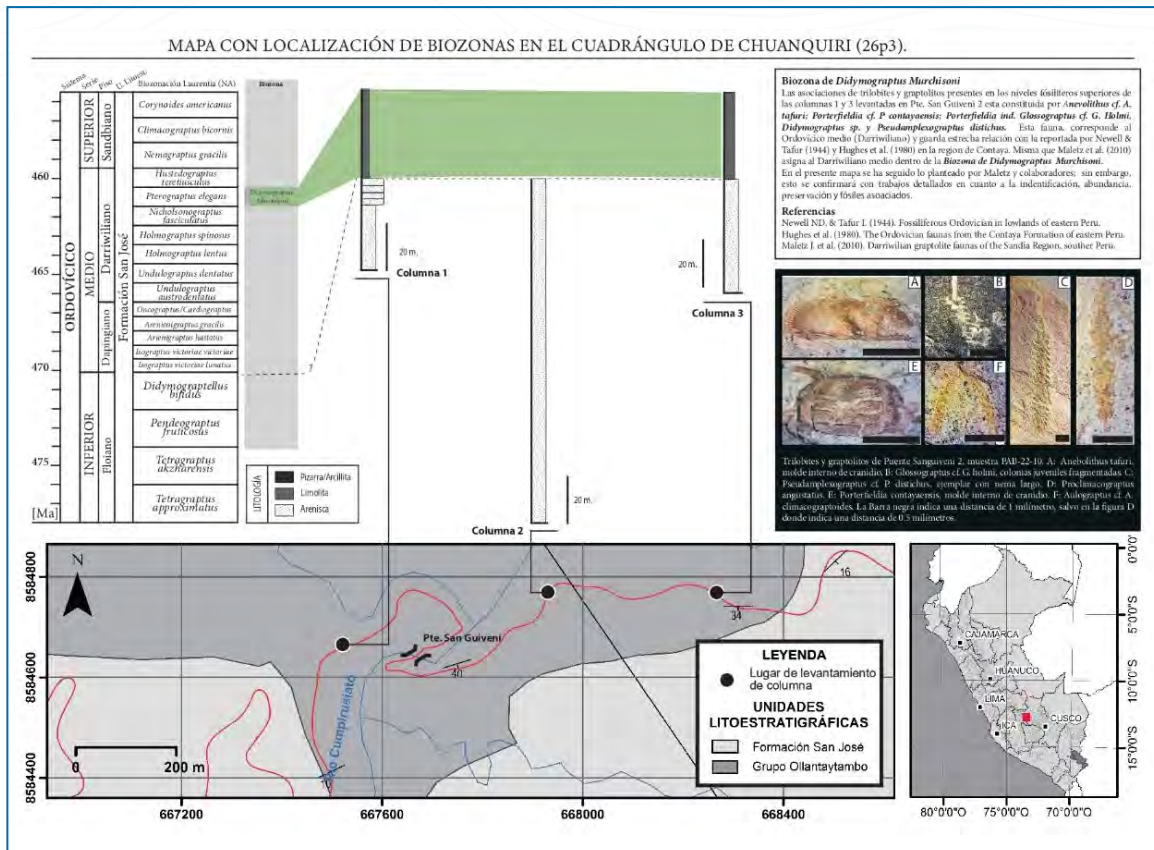 MAPA CON LOCALIZACIÓN DE BIOZONAS EN EL CUADRÁNGULO DE CHUANQUIRI (26p3).
Sistema
Serie
Piso
U. Litoest.
Biozonación Laurentia (NA)
Biozona
ORDOVÍCICO
SUPERIOR
MEDIO
INFERIOR
Sandbiano
Darriwiliano
Dapingiano
Floiano
Formación San José
Corynoides americanus
Climacograptus bicornis
Nemograptus gracilis
Hustedograptus teretiusculus
Pterograptus elegans
Nicholsonograptus fasciculatus
Holmograptus spinosus
Holmograptus lentus
Undulograptus dentatus
Undulograptus austrodentatus
Oncograptus/Cardiograptus
Arienigraptus hastatus
Isograptus victoriae victoriae
Isograptus victoriae lunatus
Didymograptellus bifidus
Pendeograptus fruticosus
Tetragraptus akzharensis
Tetragraptus approximatus
460
465
470
475
[Ma]
Didymograptus Murchisoni
?
20 m.
Columna 1
20 m.
Columna 2
20 m.
Columna 3
LITOLOGÍA
Pizarra/Arcillita
Limolita
Arenisca
Biozona de Didymograptus Murchisoni
Las asociaciones de trilobites y graptolitos presentes en los niveles fósiliferos superiores de
las columnas 1 y 3 levantadas en Pte. San Guiveni 2 esta constituida por Anevolithus cf. A.
tafuri; Porterfieldia cf. P contayaensis; Porterfieldia ind. Glossograptus cf. G. Holmi,
Didymograptus sp. y Pseudamplexograptus distichus. Esta fauna, corresponde al
Ordovícico medio (Darriwiliano) y guarda estrecha relación con la reportada por Newell &
Tafur (1944) y Hughes et al. (1980) en la region de Contaya. Misma que Maletz et al. (2010)
asigna al Darriwiliano medio dentro de la Biozona de Didymograptus Murchisoni.
En el presente mapa se ha seguido lo planteado por Maletz y colaboradores; sin embargo,
esto se confirmará con trabajos detallados en cuanto a la indentificación, abundancia,
preservación y fósiles asoaciados.
Referencias
Newell ND. & Tafur I. (1944). Fossiliferous Ordovician in lowlands of eastern Peru.
Hughes et al. (1980). The Ordovician faunas from the Contaya Formation of eastern Peru.
Maletz J. et al. (2010). Darriwilian graptolite faunas of the Sandia Region, souther Peru.
A
B
C
D
E
F
Trilobites y graptolitos de Puente Sanguiveni 2, muestra PAB-22-10. A: Anebolithus tafuri,
molde interno de cranidio. B: Glossograptus cf. G. holmi, colonias juveniles fragmentadas. C:
Pseudamplexograptus cf. P. distichus, ejemplar con nema largo. D: Proclimacograptus
angustatus. E: Porterfieldia contayaensis, molde interno de cranidio. F: Aulograptus cf. A.
climacograptoides. La Barra negra indica una distancia de 1 milímetro, salvo en la figura D
donde indica una distancia de 0.5 milímetros.
N
8584800
8584600
8584400
Pte. San Guiveni
Río Cumpirusiato
40
34
16
0 200 m
667200
667600
668000
668400
LEYENDA
Lugar de levantamiento
de columna
UNIDADES
LITOESTRATIGRÁFICAS
Formación San José
Grupo Ollantaytambo
CAJAMARCA
HUANUCO
LIMA
ICA
CUSCO
0°0'0"S
5°0'0"S
10°0'0"S
15°0'0"S
80°0'0"O
75°0'0"O
70°0'0"O